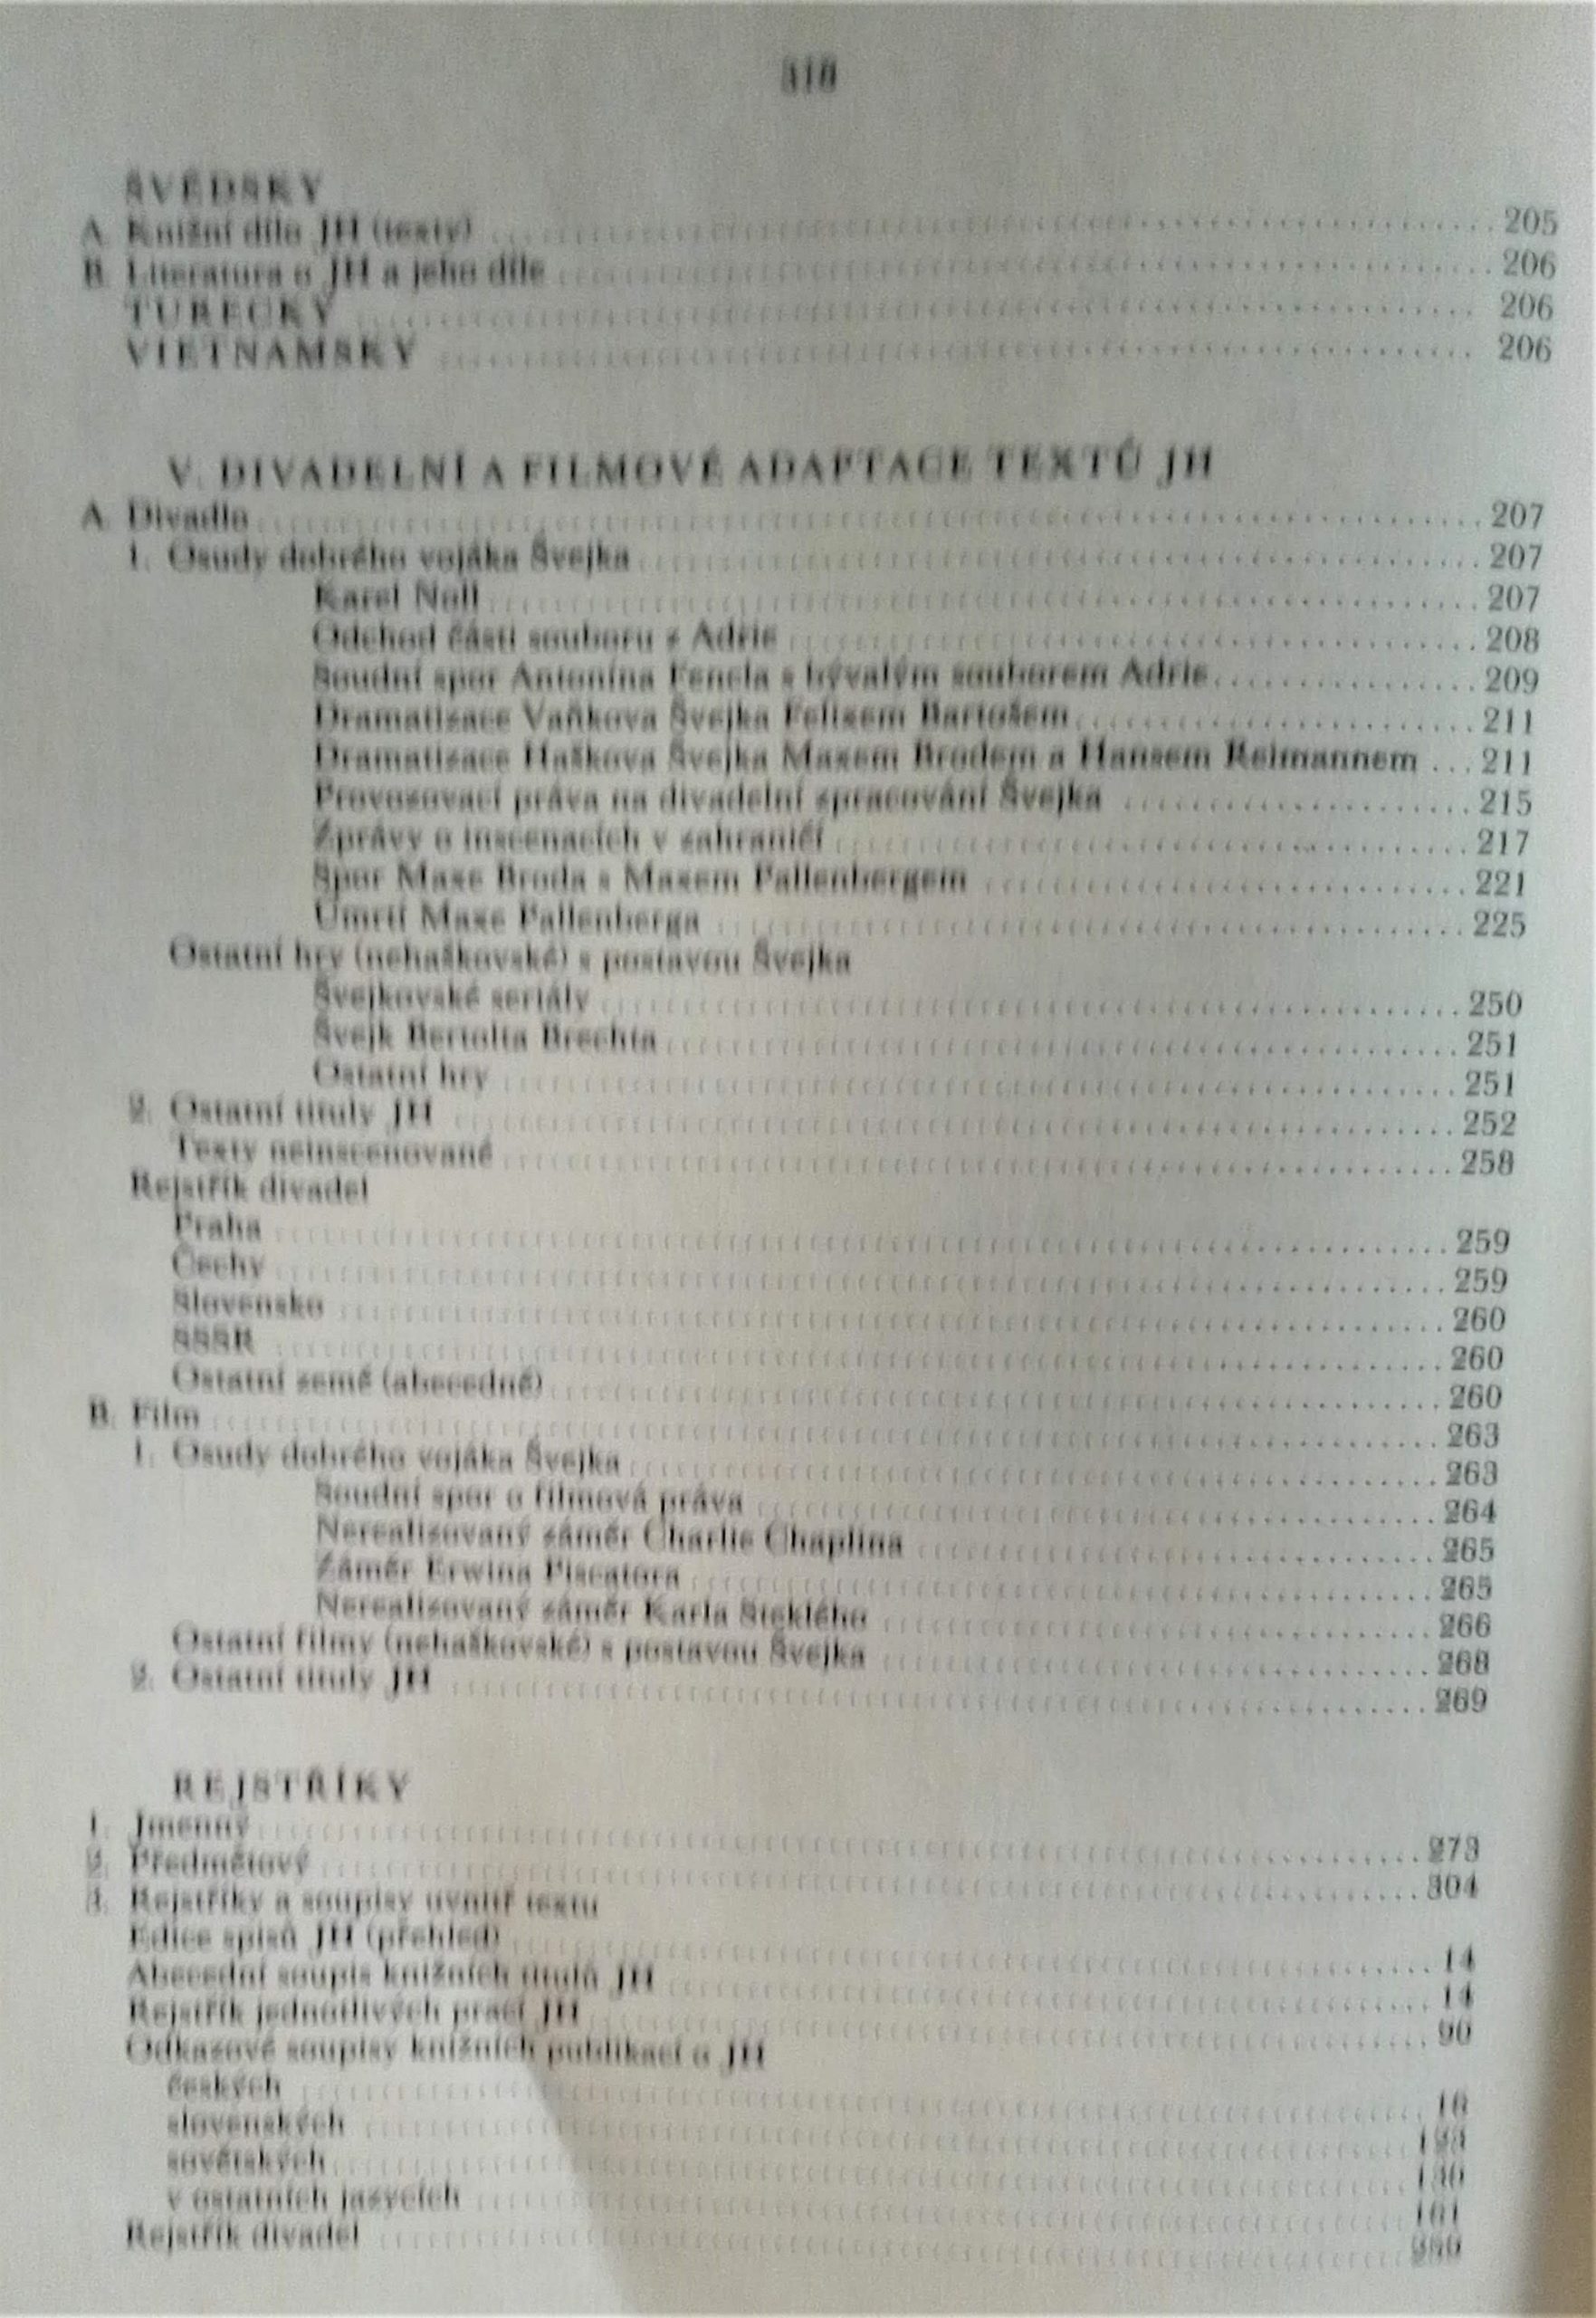 ŠVÉDSKY
A. Knižní dílo JH (texty) 205
B. Literatura o JH a jeho díle 206
TURECKY 206
VIETNAMSKY 206
V. DIVADELNÍ A FILMOVÉ ADAPTACE TEXTŮ JH
A. Divadlo 207
1. Osudy dobrého vojáka Švejka 207
Karel Noll 207
Odchod části souboru z Adrie 208
Soudní spor Antonína Fencla s bývalým souborem Adrie 209
Dramatizace Vaňkova Švejka Felixem Bartošem 211
Dramatizace Haškova Švejka Maxem Brodem a Hansem Reimannem ... 211
Provozovací práva na divadelní zpracování Švejka 215
Zprávy o inscenacích v zahraničí 217
Spor Maxe Broda s Maxem Pallenbergem 221
Úmrtí Maxe Pallenberga 225
Ostatní hry (nehaškovské) s postavou Švejka
Švejkovské seriály 250
Švejk Bertolta Brechta 251
Ostatní hry 251
2. Ostatní tituly JH 252
Texty neinscenované 258
Rejstřík divadel
Praha 259
Čechy 259
Slovensko 260
SSSR 260
Ostatní země (abecedně) 260
B. Film 263
1. Osudy dobrého vojáka Švejka 263
Soudní spor o filmová práva 264
Nerealizovaný záměr Charlie Chaplina 265
Záměr Erwina Piscatora 265
Nerealizovaný záměr Karla Steklého 266
Ostatní filmy (nehaškovské) s postavou Švejka 268
2. Ostatní tituly JH 269
REJSTŘÍKY
1. Jmenný 273
2. Předmětový 304
3. Rejstříky a soupisy uvnitř textu
Edice spisů JH (přehled) 14
Abecední soupis knižních titulů JH 14
Rejstřík jednotlivých prací JH 90
Odkazové soupisy knižních publikací o JH
českých
slovenských
sovětských
v ostatních jazycích 161
Rejstřík divadel